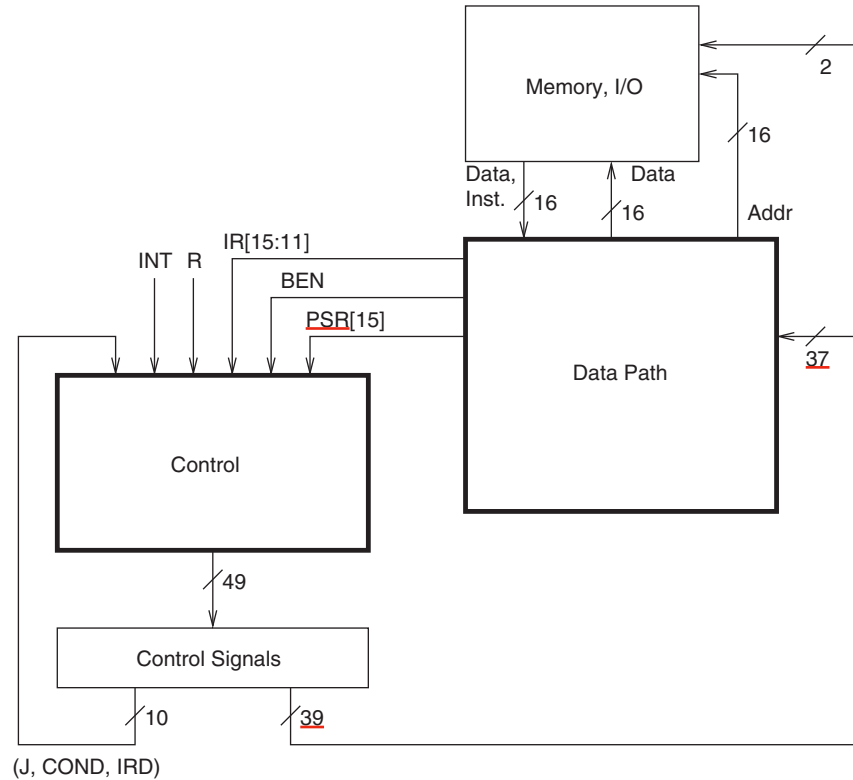 Memory, I/O
2
16
Data,
Inst.
16
Data
16
Addr
IR[15:11]
INT
R
BEN
PSR[15]
37
Data Path
Control
49
Control Signals
10
39
(J, COND, IRD)